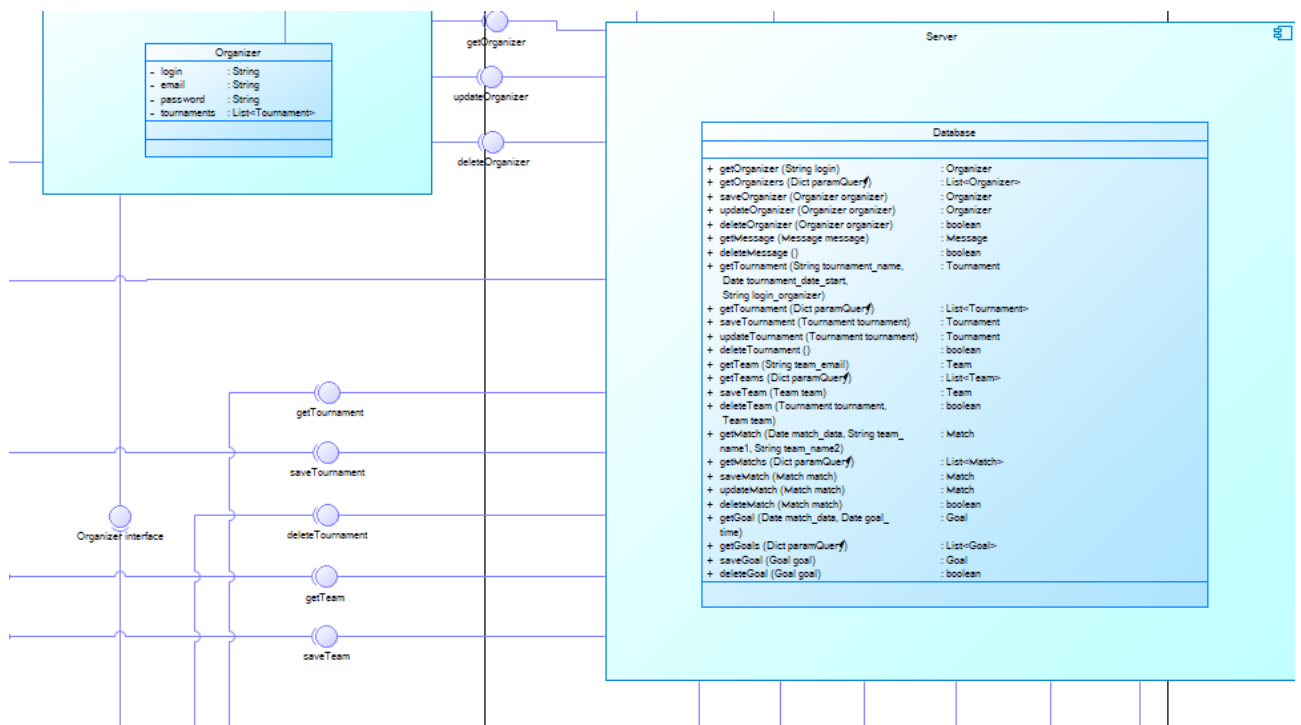 getOrganizer
updateOrganizer
deleteOrganizer
Organizer
- login : String
- email : String
- password : String
- tournaments : List<Tournament>
Server
Database
+ getOrganizer (String login) : Organizer
+ getOrganizers (Dict paramQuery) : List<Organizer>
+ saveOrganizer (Organizer organizer) : Organizer
+ updateOrganizer (Organizer organizer) : Organizer
+ deleteOrganizer (Organizer organizer) : boolean
+ getMessage (Message message) : Message
+ deleteMessage () : boolean
+ getTournament (String tournament_name, : Tournament
Date tournament_date_start,
String login_organizer)
+ getTournament (Dict paramQuery) : List<Tournament>
+ saveTournament (Tournament tournament) : Tournament
+ updateTournament (Tournament tournament) : Tournament
+ deleteTournament () : boolean
+ getTeam (String team_email) : Team
+ getTeams (Dict paramQuery) : List<Team>
+ saveTeam (Team team) : Team
+ deleteTeam (Tournament tournament, : boolean
Team team)
+ getMatch (Date match_data, String team_ : Match
name1, String team_name2)
+ getMatchs (Dict paramQuery) : List<Match>
+ saveMatch (Match match) : Match
+ updateMatch (Match match) : Match
+ deleteMatch (Match match) : boolean
+ getGoal (Date match_data, Date goal_ : Goal
time)
+ getGoals (Dict paramQuery) : List<Goal>
+ saveGoal (Goal goal) : Goal
+ deleteGoal (Goal goal) : boolean
getTournament
saveTournament
deleteTournament
Organizer interface
getTeam
saveTeam